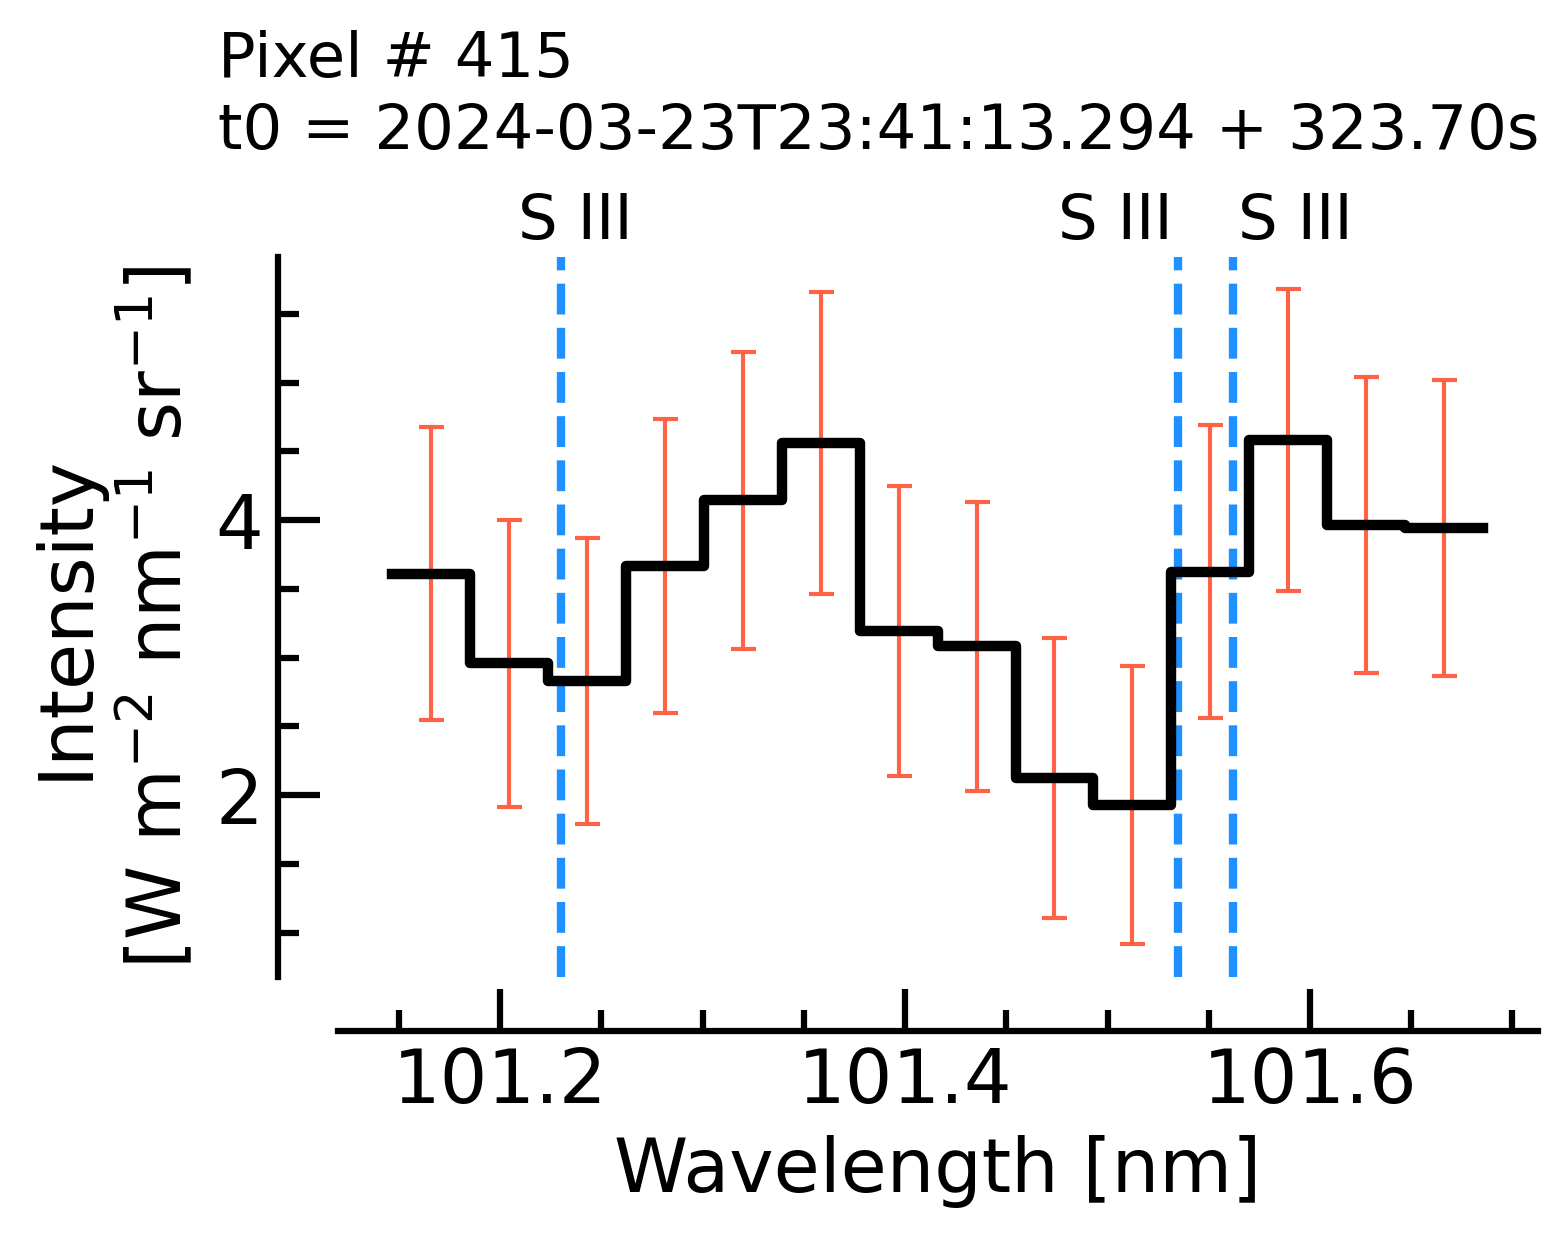 Pixel # 415
t0 = 2024-03-23T23:41:13.294 + 323.70s
S III S III S III
Intensity
[W m⁻² nm⁻¹ sr⁻¹]
4
2
101.2 101.4 101.6
Wavelength [nm]